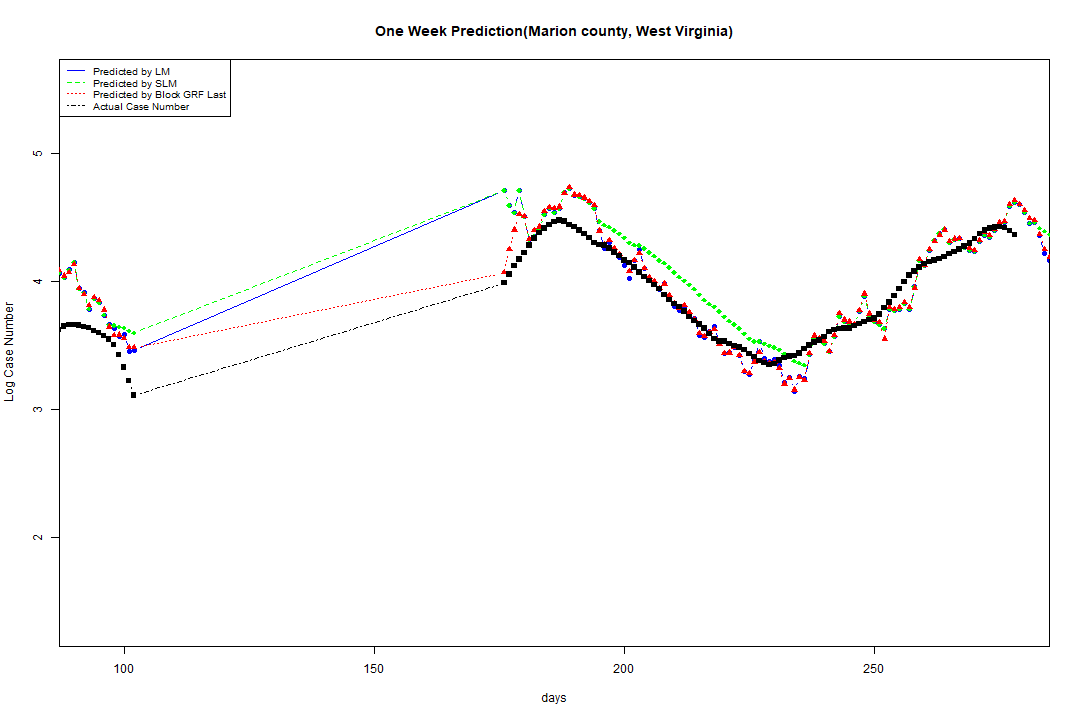 One Week Prediction(Marion county, West Virginia)
Predicted by LM
Predicted by SLM
Predicted by Block GRF Last
Actual Case Number
5
4
3
2
Log Case Number
100
150
200
250
days